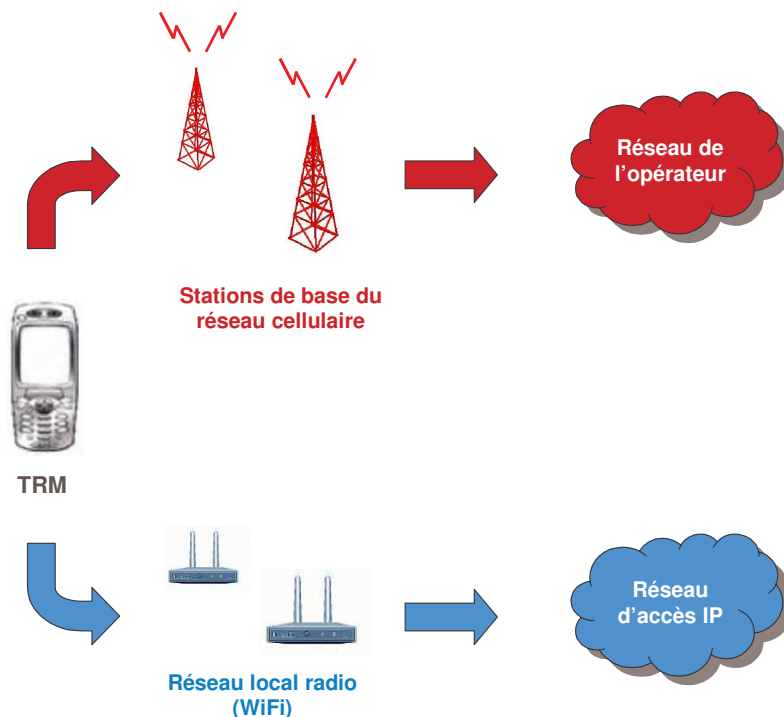 Réseau de
l'opérateur
Stations de base du
réseau cellulaire
TRM
Réseau
d'accès IP
Réseau local radio
(WiFi)